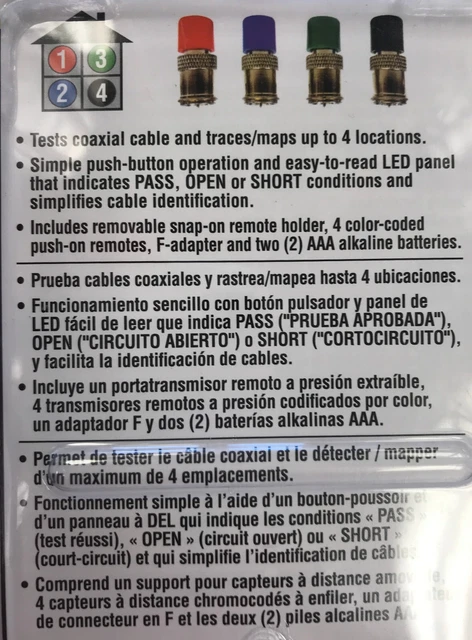 1 3
2 4
• Tests coaxial cable and traces/maps up to 4 locations.
• Simple push-button operation and easy-to-read LED panel
that indicates PASS, OPEN or SHORT conditions and
simplifies cable identification.
• Includes removable snap-on remote holder, 4 color-coded
push-on remotes, F-adapter and two (2) AAA alkaline batteries.
• Prueba cables coaxiales y rastrea/mapea hasta 4 ubicaciones.
• Funcionamiento sencillo con botón pulsador y panel de
LED fácil de leer que indica PASS ("PRUEBA APROBADA"),
OPEN ("CIRCUITO ABIERTO") o SHORT ("CORTOCIRCUITO"),
y facilita la identificación de cables.
• Incluye un portatransmisor remoto a presión extraíble,
4 transmisores remotos a presión codificados por color,
un adaptador F y dos (2) baterías alkalinas AAA.
• Permet de tester le câble coaxial et le détecter / mapper
d'un maximum de 4 emplacements.
• Fonctionnement simple à l'aide d'un bouton-poussoir et
d'un panneau à DEL qui indique les conditions « PASS »
(test réussi), « OPEN » (circuit ouvert) ou « SHORT »
(court-circuit) et qui simplifie l'identification de câbles
• Comprend un support pour capteurs à distance
4 capteurs à distance chromocodés à enfiler, un
de connecteur en F et les deux (2) piles alcalines